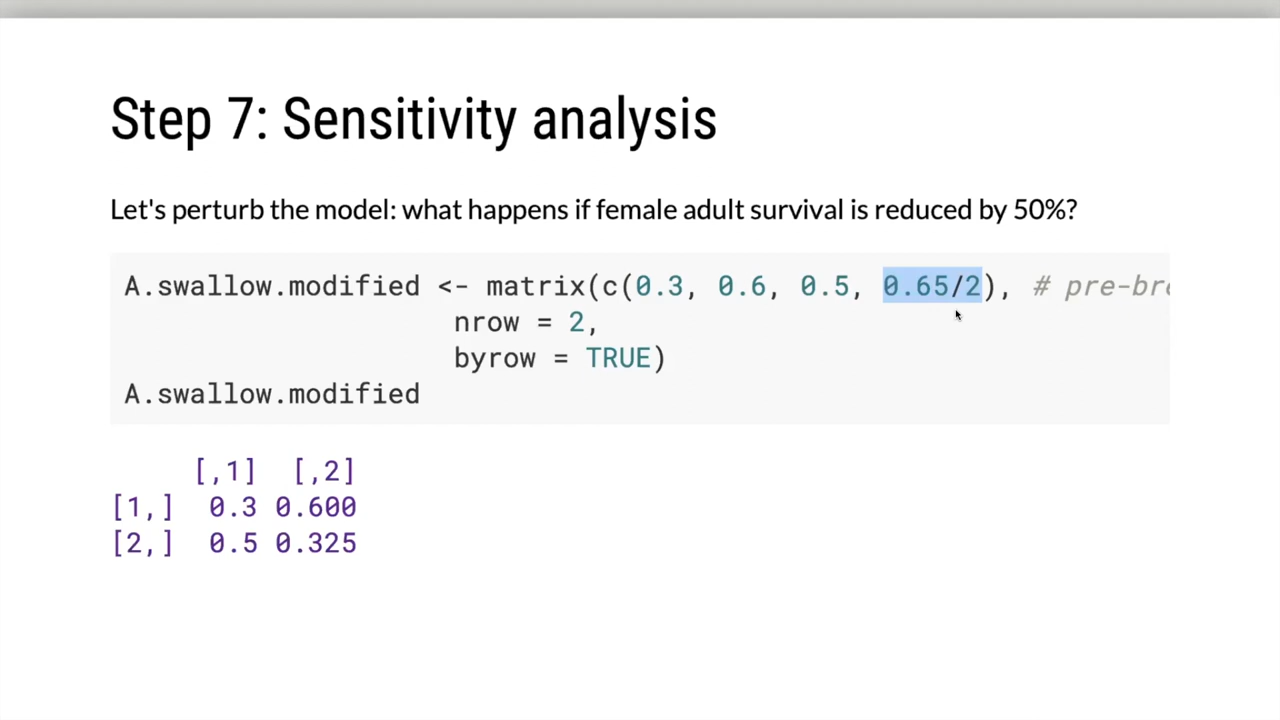 Step 7: Sensitivity analysis
Let's perturb the model: what happens if female adult survival is reduced by 50%?
A.swallow.modified <- matrix(c(0.3, 0.6, 0.5, 0.65/2), # pre-bre
nrow = 2,
byrow = TRUE)
A.swallow.modified
[,1] [,2]
[1,] 0.3 0.600
[2,] 0.5 0.325